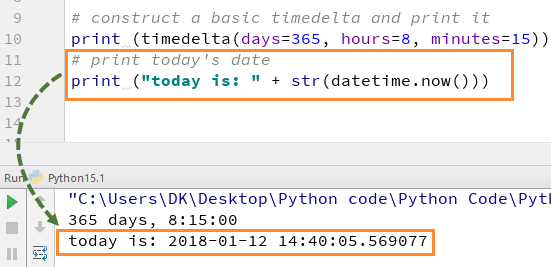 9 # construct a basic timedelta and print it
10 print (timedelta(days=365, hours=8, minutes=15))
11 # print today's date
12 print ("today is: " + str(datetime.now()))
13
14
Run Python15.1
"C:\Users\DK\Desktop\Python code\Python Code\Pyth
365 days, 8:15:00
today is: 2018-01-12 14:40:05.569077